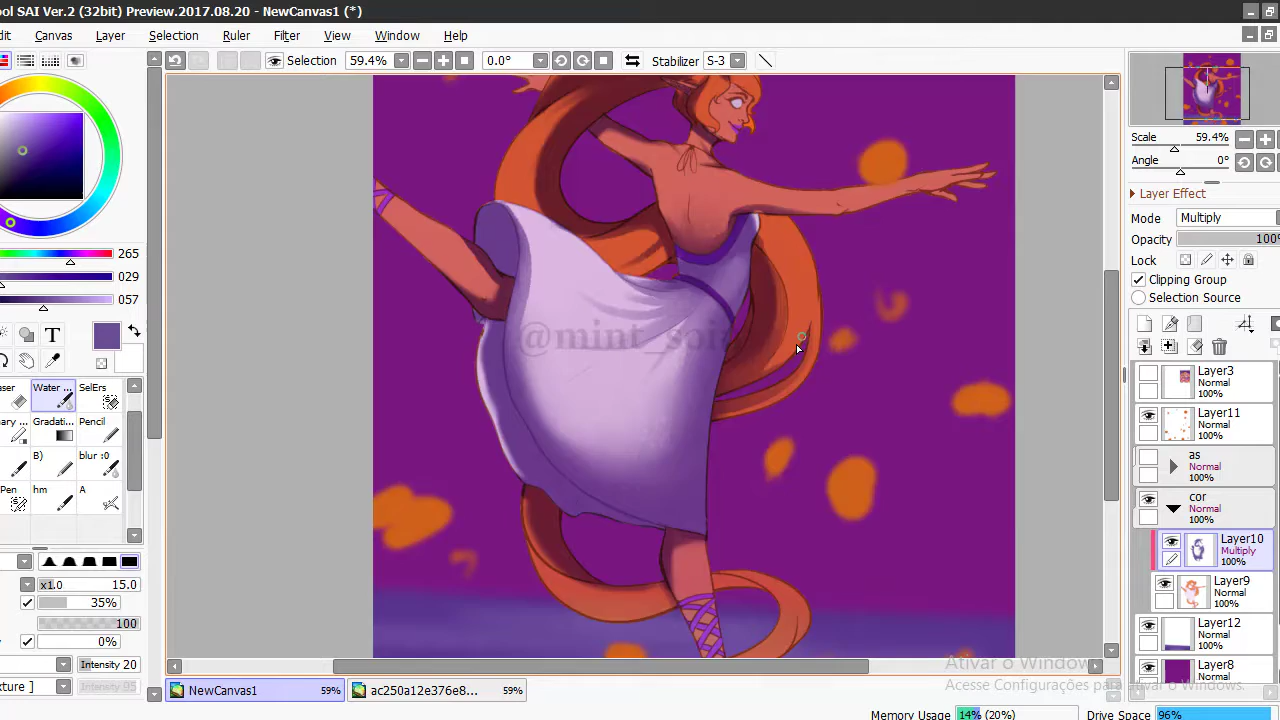 ool SAI Ver.2 (32bit) Preview.2017.08.20 - NewCanvas1 (*)
dit Canvas Layer Selection Ruler Filter View Window Help
Selection 59.4% 0.0° Stabilizer S-3
Scale 59.4%
Angle 0°
Layer Effect
Mode Multiply
Opacity 100%
Lock
Clipping Group
Selection Source
265
029
057
T
aser Water ... SelErs
Gradati... Pencil
B) blur :0
Pen hm A
x1.0 15.0
35%
100
0%
Intensity 20
xture ] Intensity 95
@mint_soi
Layer3
Normal
100%
Layer11
Normal
100%
as
Normal
100%
cor
Normal
100%
Layer10
Multiply
100%
Layer9
Normal
100%
Layer12
Normal
100%
Layer8
Normal
100%
Ativar o Windows
Acesse Configurações para ativar o Windows.
NewCanvas1 59% ac250a12e376e8... 59%
Memory Usage 14% (20%) Disk Space 96%